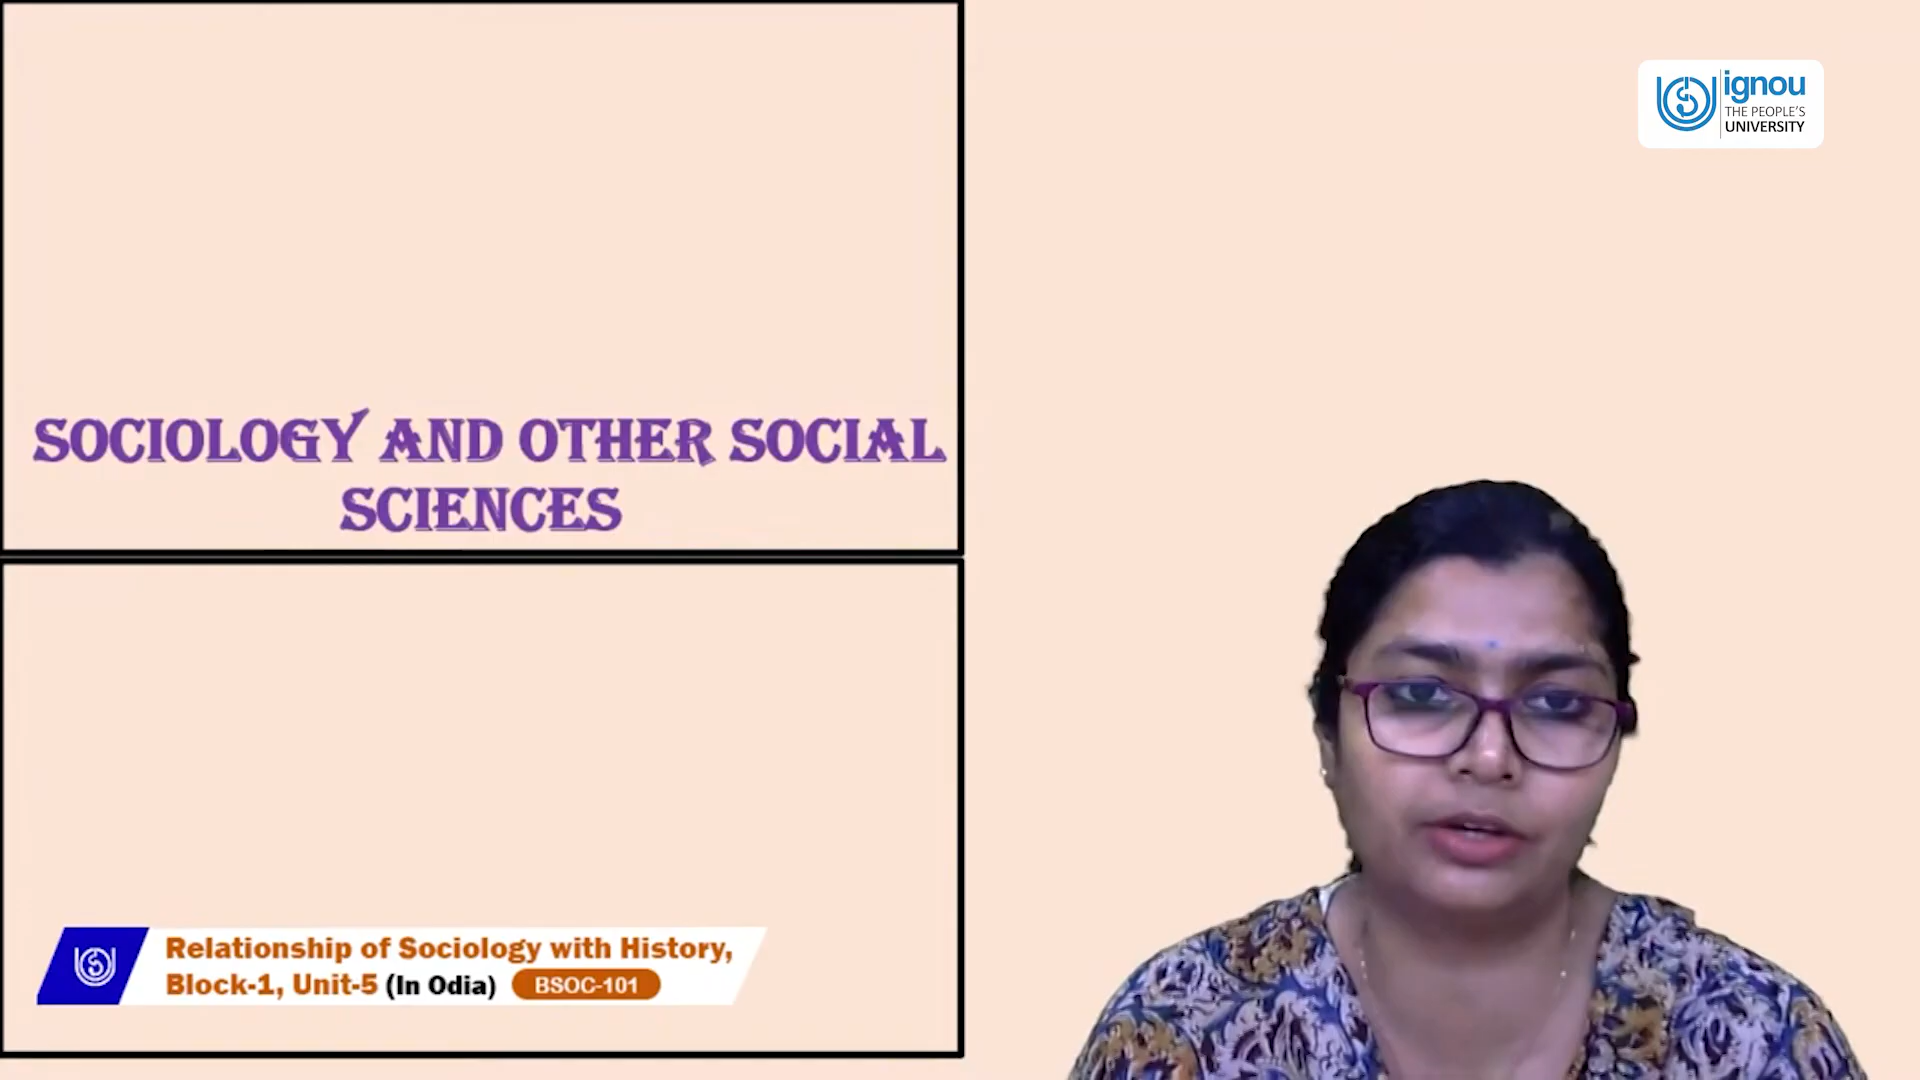 ignou
THE PEOPLE'S
UNIVERSITY
SOCIOLOGY AND OTHER SOCIAL
SCIENCES
Relationship of Sociology with History,
Block-1, Unit-5 (In Odia) BSOC-101